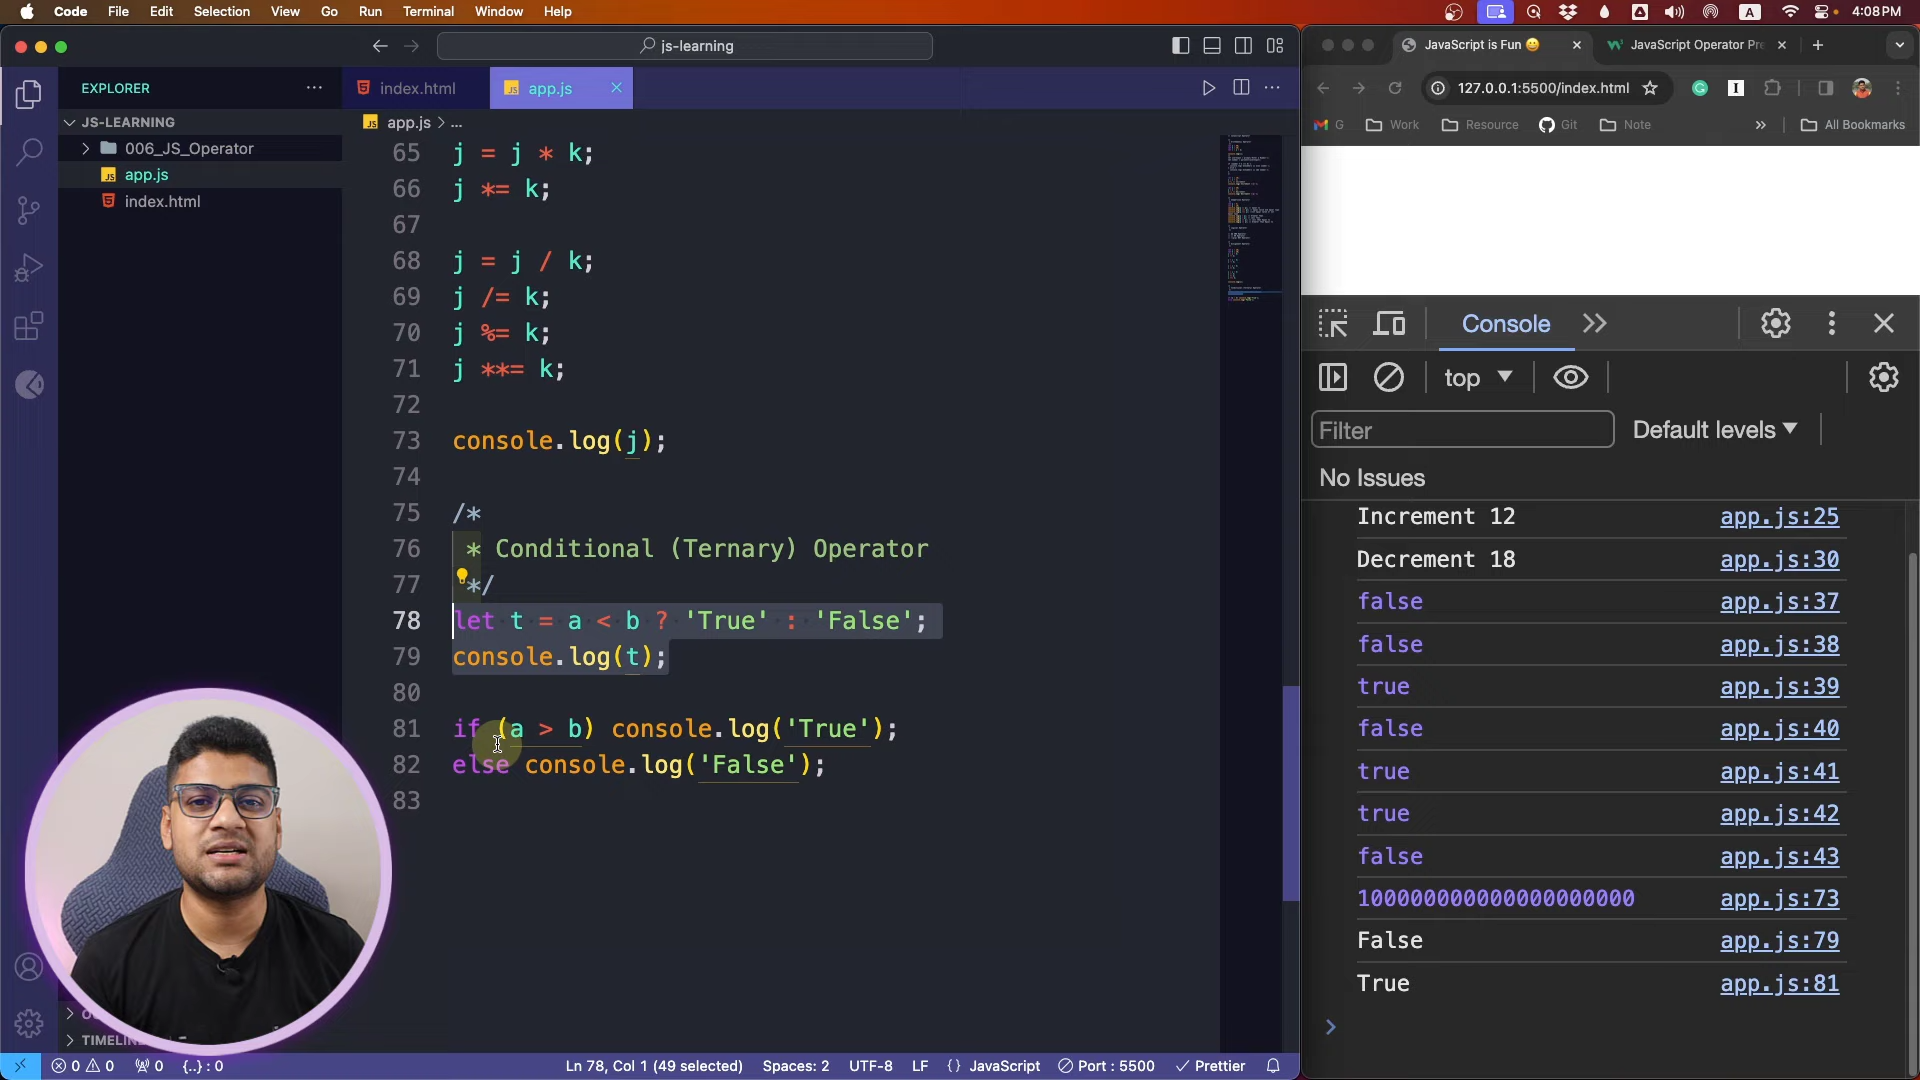 Code File Edit Selection View Go Run Terminal Window Help
A 4:08 PM
js-learning
EXPLORER
JS-LEARNING
006_JS_Operator
app.js
index.html
TIMELINE
index.html app.js
app.js > ...
65 j = j * k;
66 j *= k;
67
68 j = j / k;
69 j /= k;
70 j %= k;
71 j **= k;
72
73 console.log(j);
74
75 /*
76 * Conditional (Ternary) Operator
77 */
78 let t = a < b ? 'True' : 'False';
79 console.log(t);
80
81 if (a > b) console.log('True');
82 else console.log('False');
83
0 0 0 {..} : 0
Ln 78, Col 1 (49 selected) Spaces: 2 UTF-8 LF {} JavaScript Port : 5500 Prettier
JavaScript is Fun 😀 JavaScript Operator Pre
127.0.0.1:5500/index.html
G Work Resource Git Note » All Bookmarks
Console
top
Filter Default levels
No Issues
Increment 12 app.js:25
Decrement 18 app.js:30
false app.js:37
false app.js:38
true app.js:39
false app.js:40
true app.js:41
true app.js:42
false app.js:43
app.js:73
False app.js:79
True app.js:81